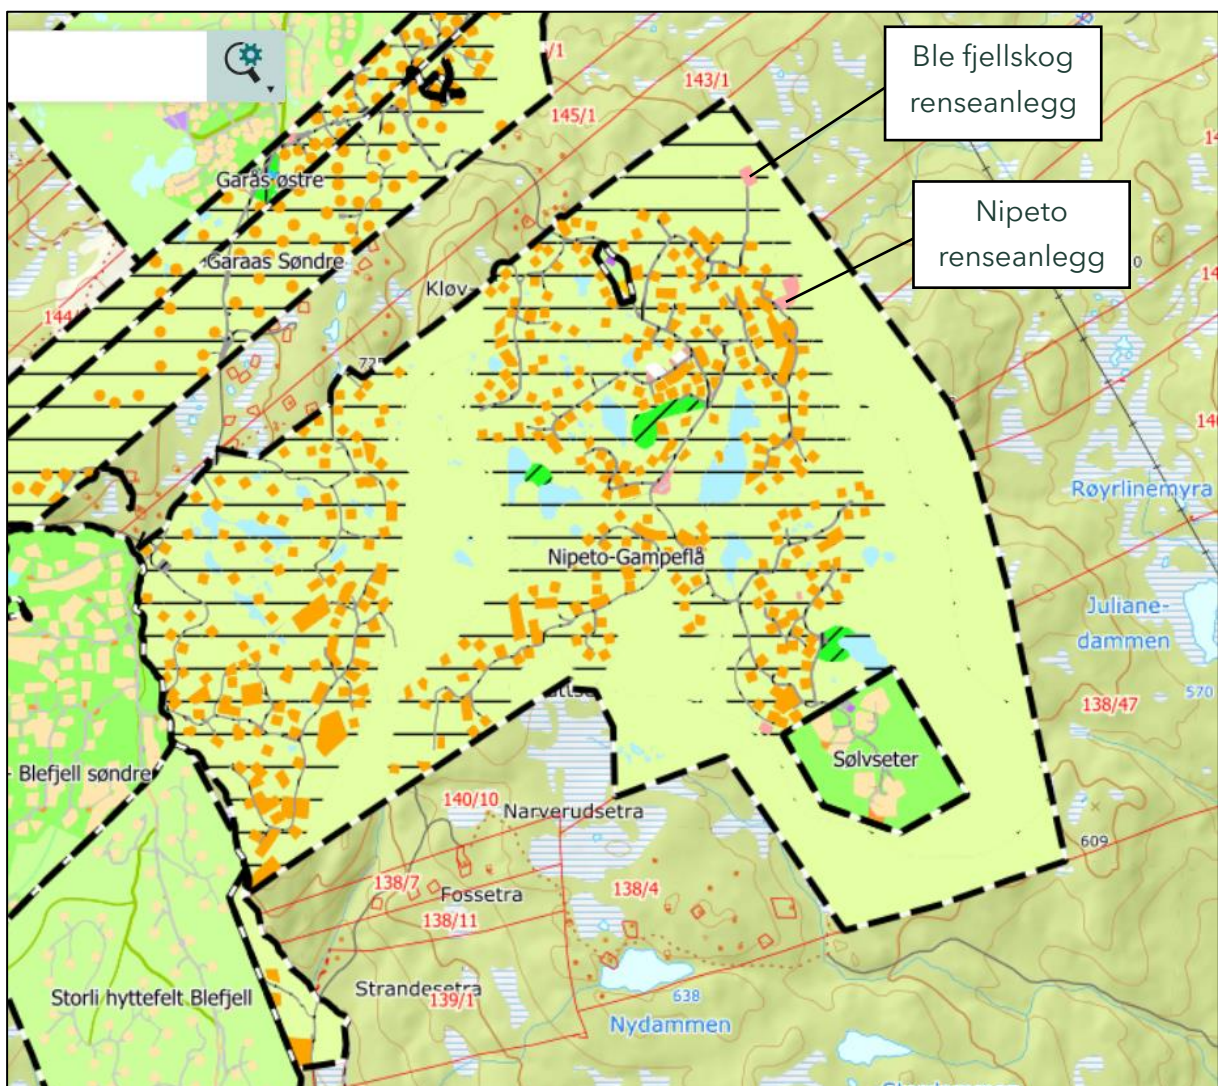 Ble fjellskog
renseanlegg
Nipeto
renseanlegg
/1
143/1
145/1
Garås østre
Garaas Søndre
Kløv-
144/
725
0
Røyrlinemyra
Nipeto-Gampeflå
Juliane-
dammen
570
138/47
Sølvseter
- Blefjell søndre
140/10
Narverudsetra
609
138/7
138/4
Fossetra
138/11
Storli hyttefelt Blefjell
Strandesetra
139/1
638
Nydammen